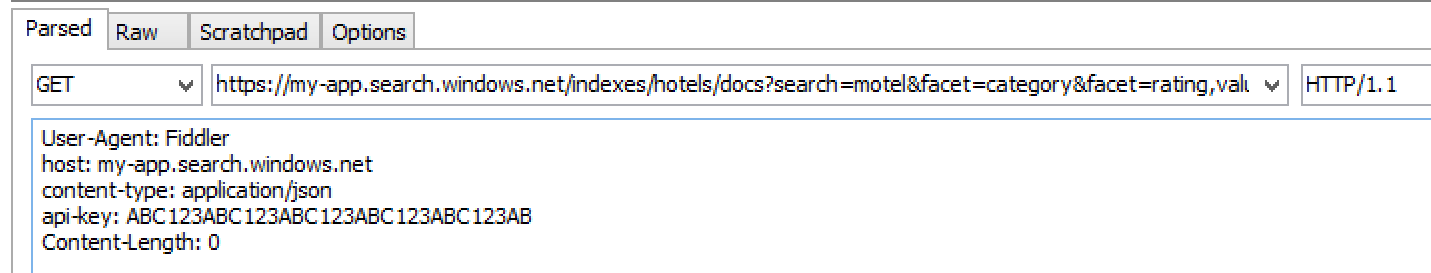 Parsed Raw Scratchpad Options
GET https://my-app.search.windows.net/indexes/hotels/docs?search=motel&facet=category&facet=rating,valu HTTP/1.1
User-Agent: Fiddler
host: my-app.search.windows.net
content-type: application/json
api-key: ABC123ABC123ABC123ABC123ABC123AB
Content-Length: 0